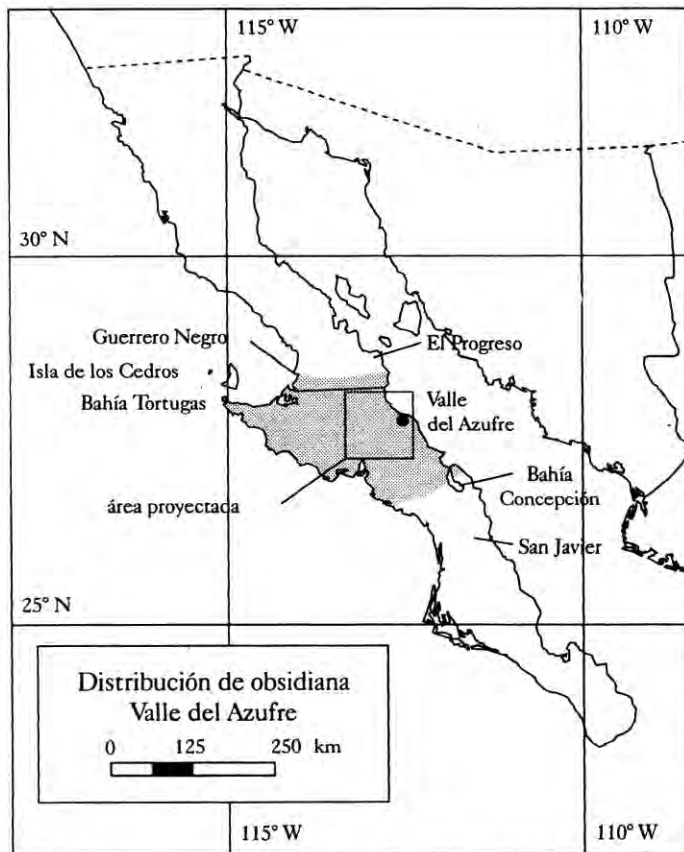 115° W
110° W
30° N
Guerrero Negro
El Progreso
Isla de los Cedros
Bahía Tortugas
Valle
del Azufre
Bahía
Concepción
área proyectada
San Javier
25° N
Distribución de obsidiana
Valle del Azufre
0 125 250 km
115° W
110° W